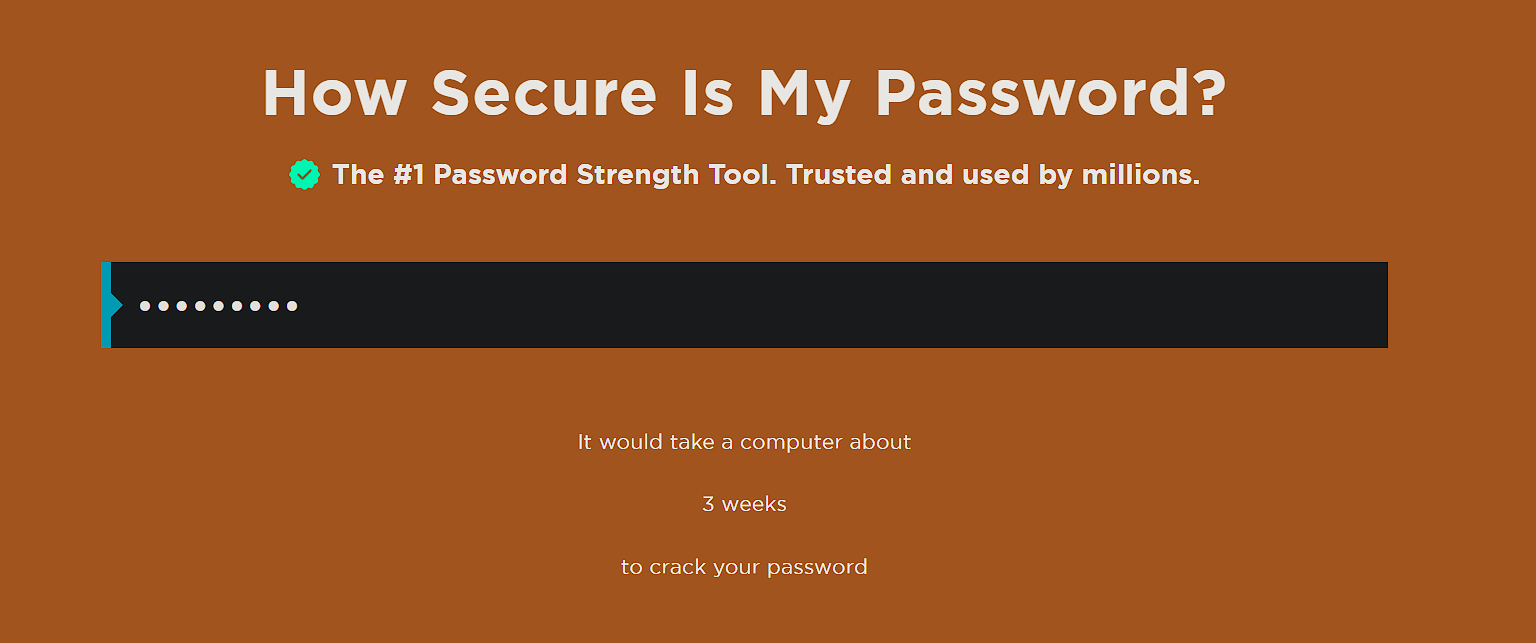 How Secure Is My Password?
The #1 Password Strength Tool. Trusted and used by millions.
•••••••••
It would take a computer about
3 weeks
to crack your password